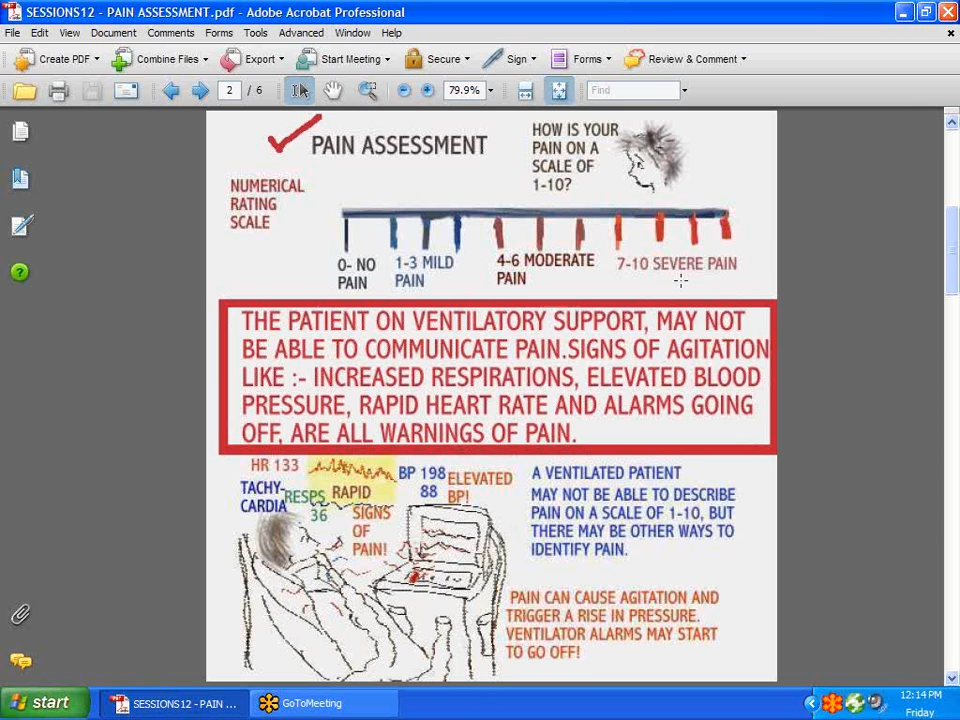 SESSIONS12 - PAIN ASSESSMENT.pdf - Adobe Acrobat Professional
File Edit View Document Comments Forms Tools Advanced Window Help
Create PDF Combine Files Export Start Meeting Secure Sign Forms Review & Comment
2 / 6 79.9% Find
PAIN ASSESSMENT
HOW IS YOUR
PAIN ON A
SCALE OF
1-10?
NUMERICAL
RATING
SCALE
0- NO
PAIN
1-3 MILD
PAIN
4-6 MODERATE
PAIN
7-10 SEVERE PAIN
THE PATIENT ON VENTILATORY SUPPORT, MAY NOT
BE ABLE TO COMMUNICATE PAIN.SIGNS OF AGITATION
LIKE :- INCREASED RESPIRATIONS, ELEVATED BLOOD
PRESSURE, RAPID HEART RATE AND ALARMS GOING
OFF, ARE ALL WARNINGS OF PAIN.
HR 133
TACHY-
CARDIA
RESPS
36
RAPID
SIGNS
OF
PAIN!
BP 198
88
ELEVATED
BP!
A VENTILATED PATIENT
MAY NOT BE ABLE TO DESCRIBE
PAIN ON A SCALE OF 1-10, BUT
THERE MAY BE OTHER WAYS TO
IDENTIFY PAIN.
PAIN CAN CAUSE AGITATION AND
TRIGGER A RISE IN PRESSURE.
VENTILATOR ALARMS MAY START
TO GO OFF!
start
SESSIONS12 - PAIN ...
GoToMeeting
12:14 PM
Friday